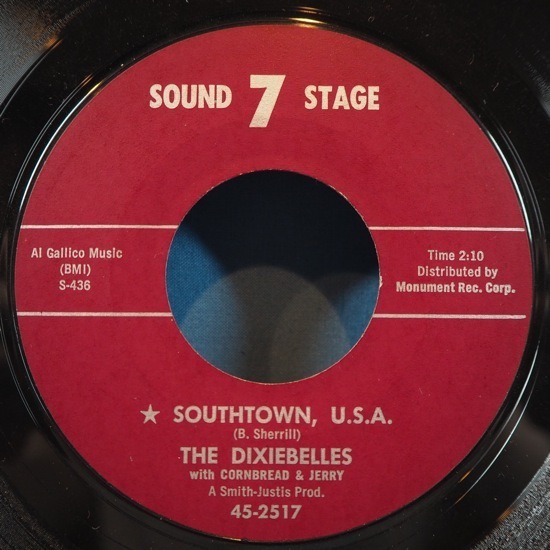 SOUND 7 STAGE
Al Gallico Music
(BMI)
S-436
Time 2:10
Distributed by
Monument Rec. Corp.
★ SOUTHTOWN, U.S.A.
(B. Sherrill)
THE DIXIEBELLES
with CORNBREAD & JERRY
A Smith-Justis Prod.
45-2517